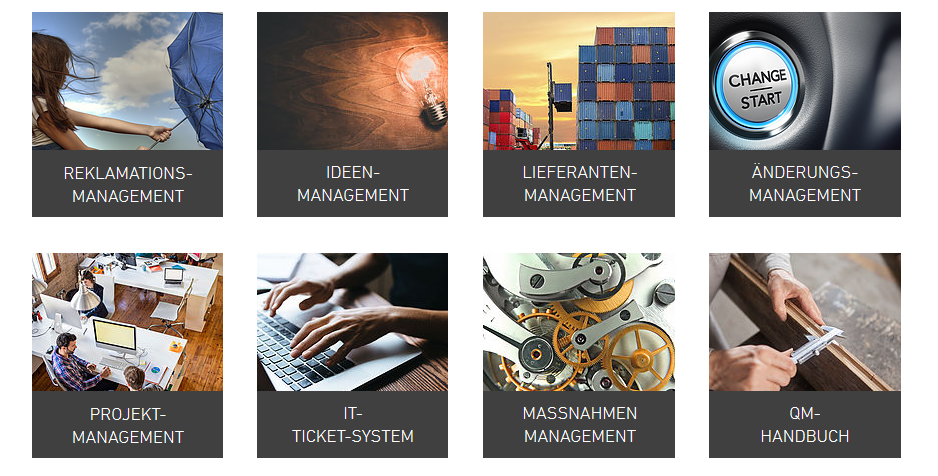 CHANGE
START
REKLAMATIONS-
MANAGEMENT
IDEEN-
MANAGEMENT
LIEFERANTEN-
MANAGEMENT
ÄNDERUNGS-
MANAGEMENT
PROJEKT-
MANAGEMENT
IT-
TICKET-SYSTEM
MASSNAHMEN
MANAGEMENT
QM-
HANDBUCH